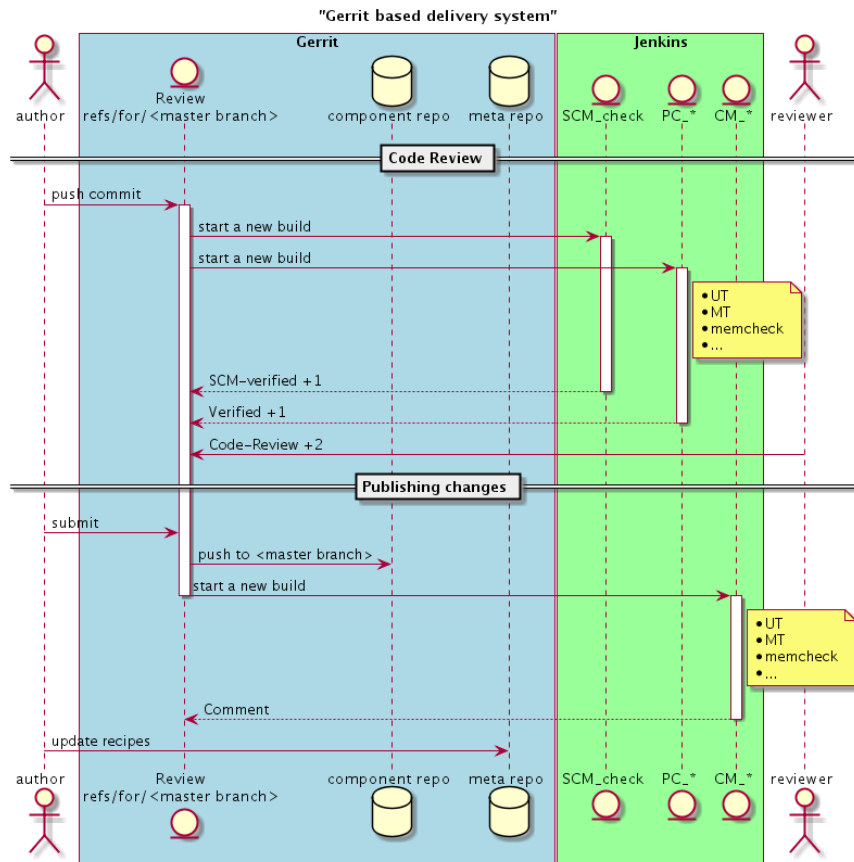 "Gerrit based delivery system"
Gerrit
Jenkins
author
Review
refs/for/<master branch>
component repo
meta repo
SCM_check
PC_*
CM_*
reviewer
Code Review
push commit
start a new build
start a new build
• UT
• MT
• memcheck
• ...
SCM-verified +1
Verified +1
Code-Review +2
Publishing changes
submit
push to <master branch>
start a new build
• UT
• MT
• memcheck
• ...
Comment
update recipes
author
Review
refs/for/<master branch>
component repo
meta repo
SCM_check
PC_*
CM_*
reviewer